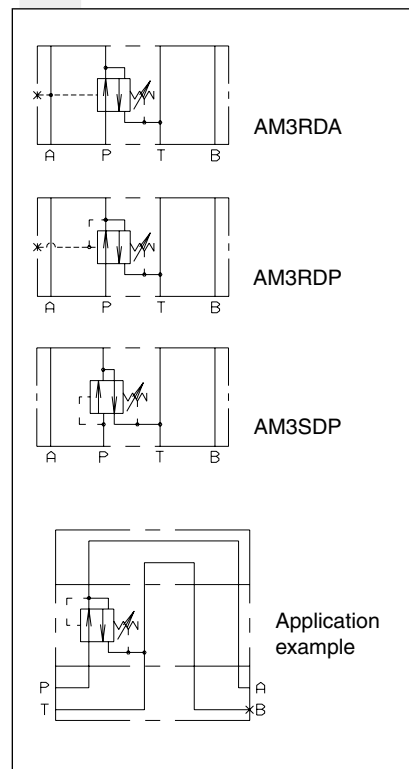 AM3RDA
A P T B
AM3RDP
A P T B
AM3SDP
A P T B
Application
example
P A
T B